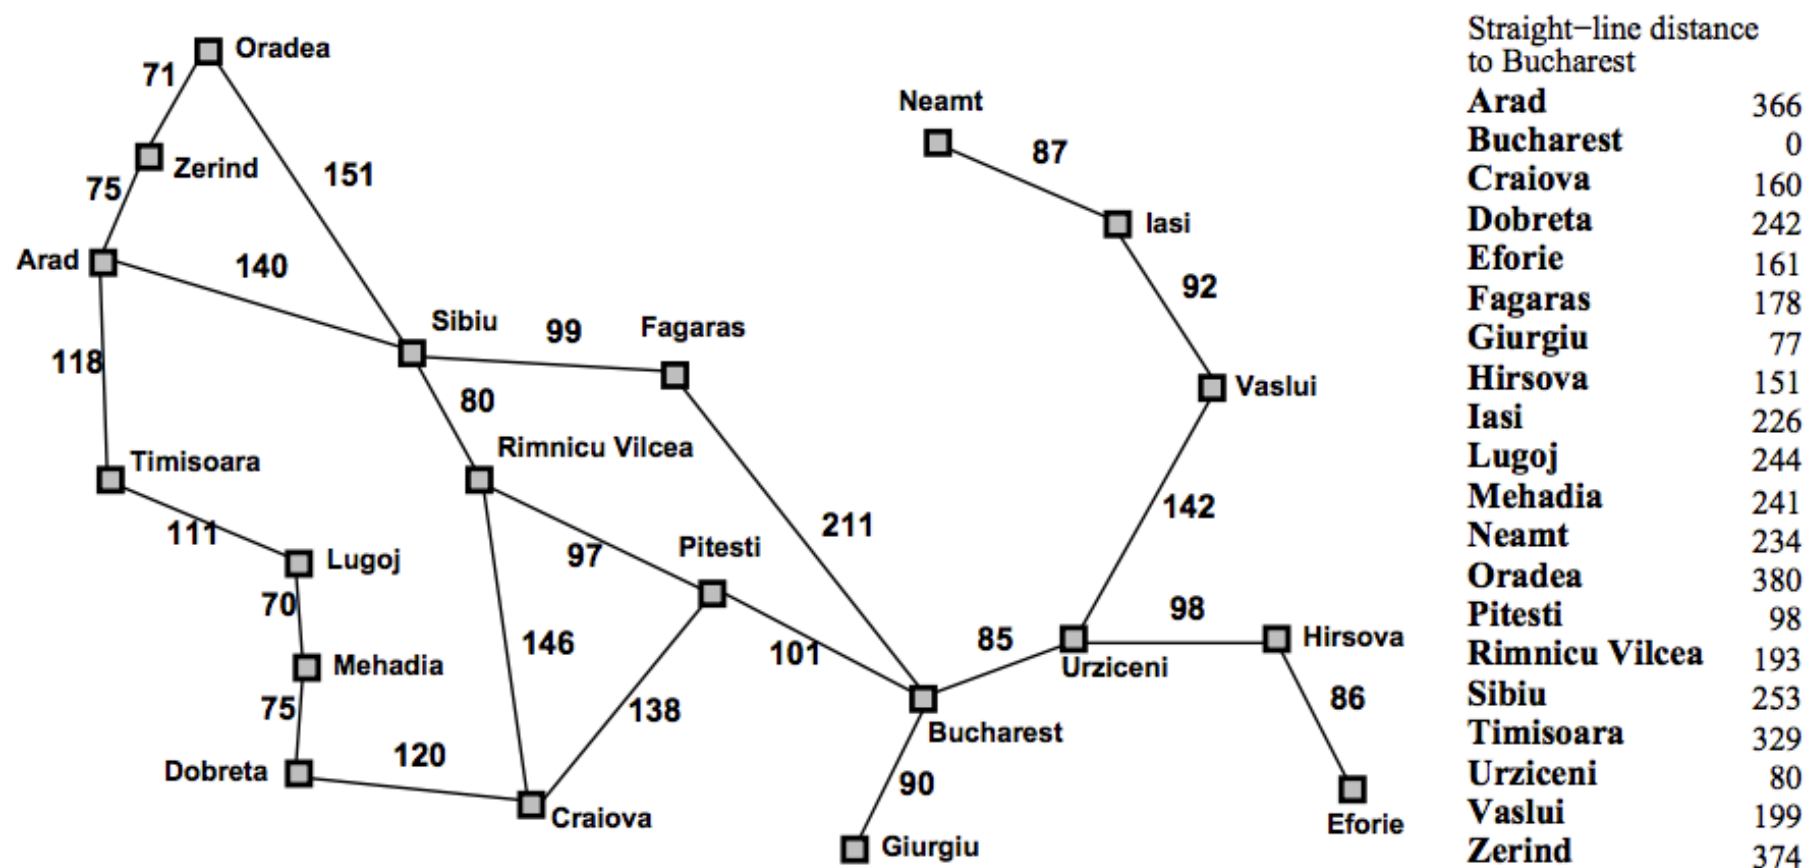 Oradea
71
Neamt
87
Zerind
151
75
Iasi
Arad
140
92
Sibiu
99
Fagaras
118
Vaslui
80
Timisoara
Rimnicu Vilcea
111
211
142
97
Pitesti
Lugoj
70
98
146
101
85
Hirsova
Mehadia
Urziceni
75
138
86
Bucharest
120
Dobreta
90
Craiova
Eforie
Giurgiu
Straight−line distance
to Bucharest
Arad 366
Bucharest 0
Craiova 160
Dobreta 242
Eforie 161
Fagaras 178
Giurgiu 77
Hirsova 151
Iasi 226
Lugoj 244
Mehadia 241
Neamt 234
Oradea 380
Pitesti 98
Rimnicu Vilcea 193
Sibiu 253
Timisoara 329
Urziceni 80
Vaslui 199
Zerind 374